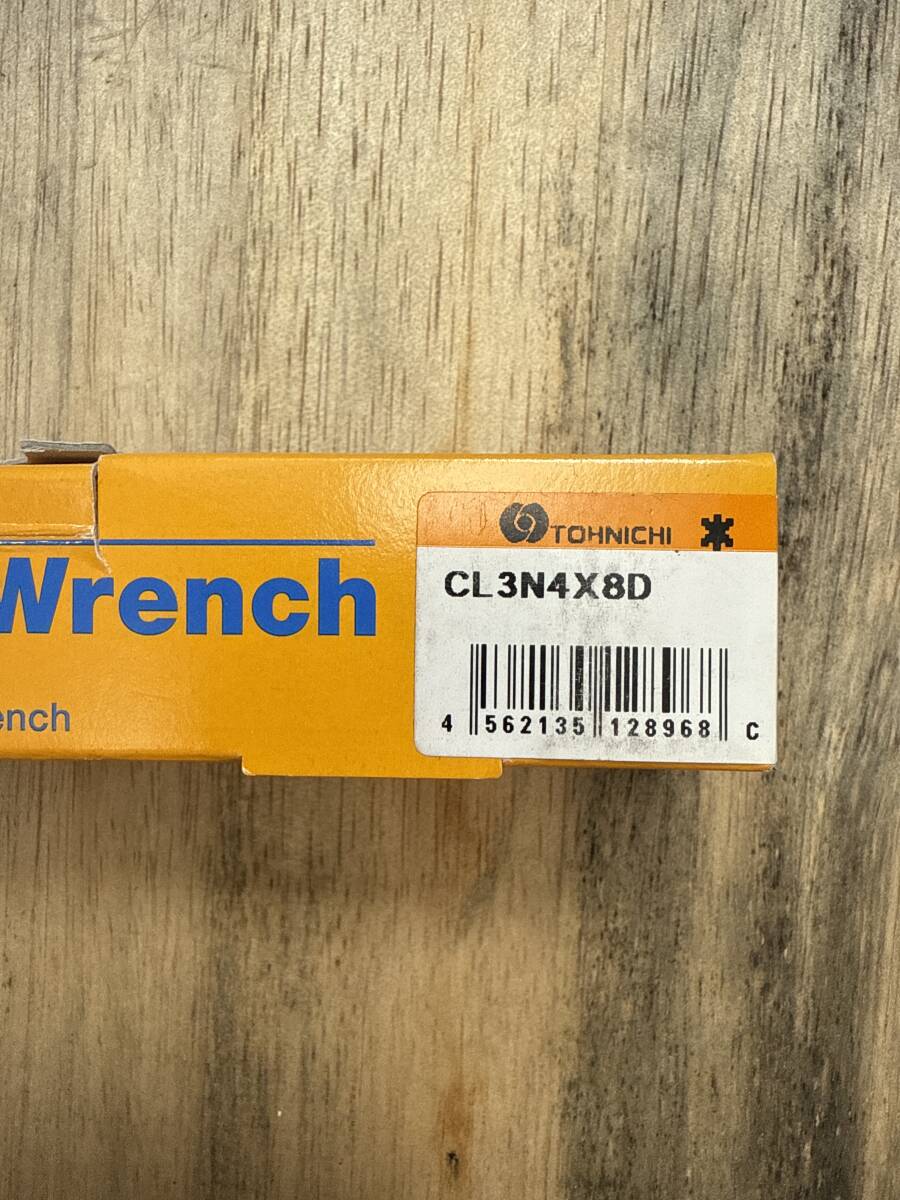 Wrench
ench
TOHNICHI
CL3N4X8D
4 562135 128968 C